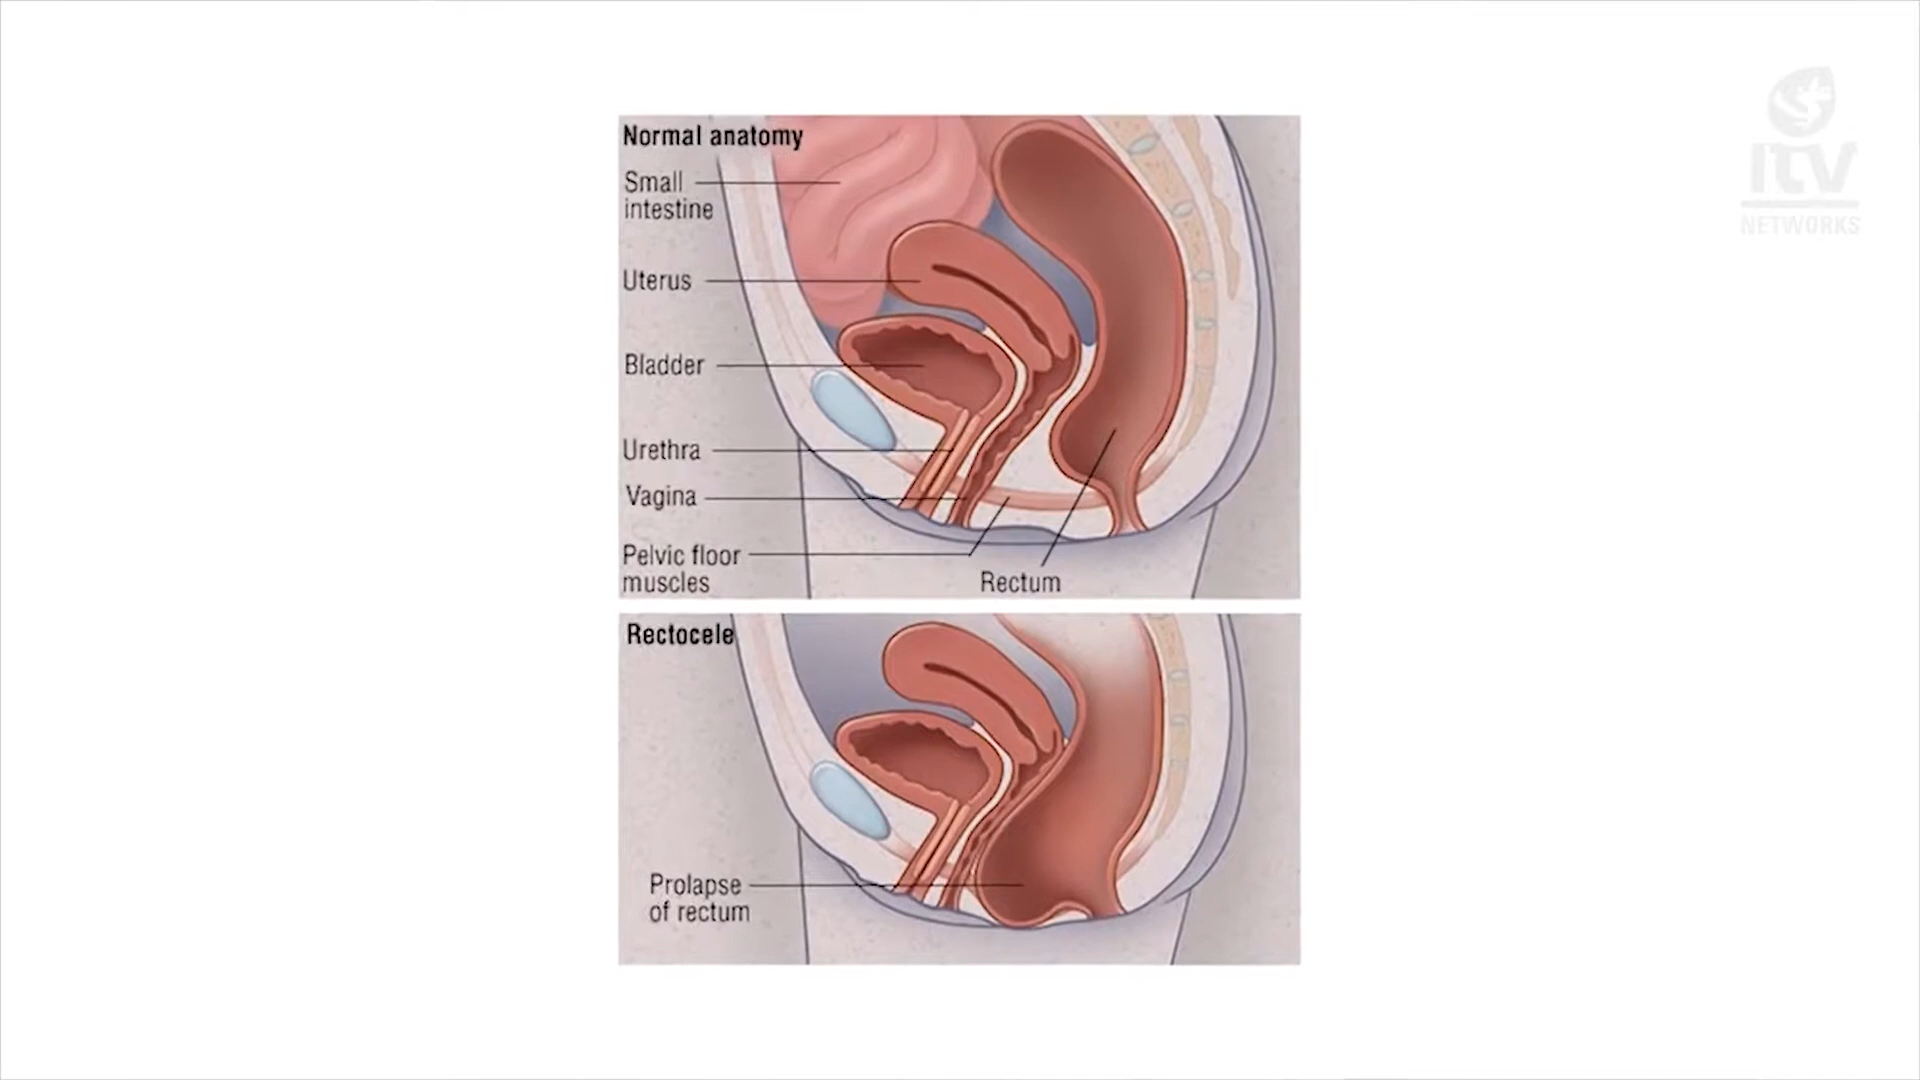 Normal anatomy
Small
intestine
Uterus
Bladder
Urethra
Vagina
Pelvic floor
muscles
Rectum
Rectocele
Prolapse
of rectum
ITV
NETWORKS